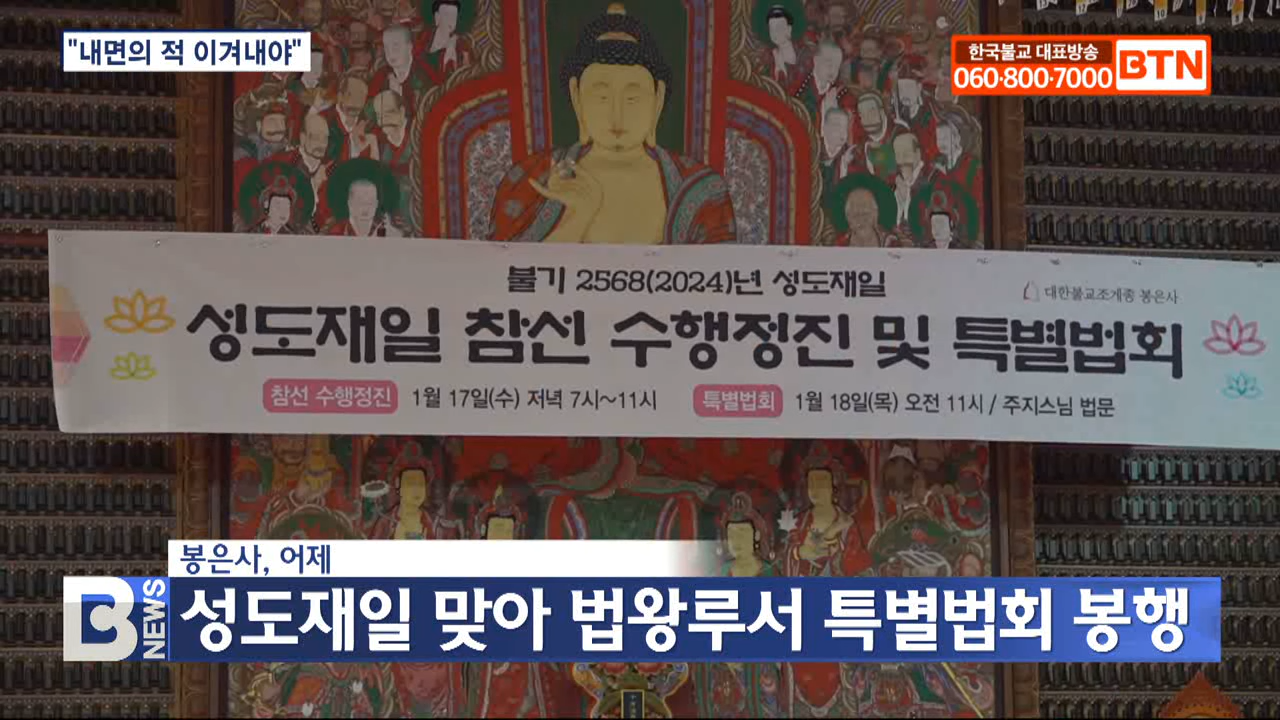 "내면의 적 이겨내야"
한국불교 대표방송
060·800·7000
BTN
불기 2568(2024)년 성도재일
대한불교조계종 봉은사
성도재일 참선 수행정진 및 특별법회
참선 수행정진 1월 17일(수) 저녁 7시~11시 특별법회 1월 18일(목) 오전 11시 / 주지스님 법문
봉은사, 어제
B NEWS
성도재일 맞아 법왕루서 특별법회 봉행